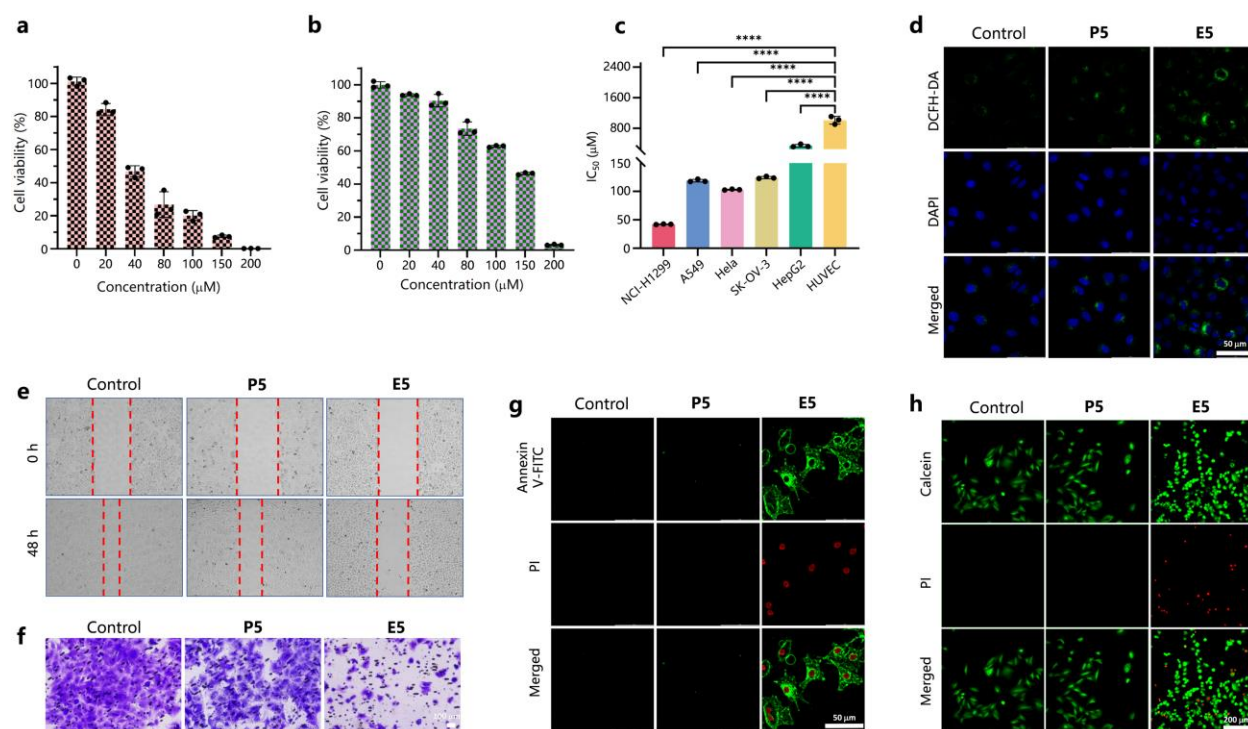 a
Cell viability (%)
100
80
60
40
20
0
0 20 40 80 100 150 200
Concentration (μM)
b
Cell viability (%)
100
80
60
40
20
0
0 20 40 80 100 150 200
Concentration (μM)
c
****
****
****
****
****
IC50 (μM)
2400
1600
800
150
100
50
0
NCI-H1299 A549 Hela SK-OV-3 HepG2 HUVEC
d
Control P5 E5
DCFH-DA
DAPI
Merged
50 μm
e
Control P5 E5
0 h
48 h
f
Control P5 E5
g
Control P5 E5
Annexin
V-FITC
PI
Merged
50 μm
h
Control P5 E5
Calcein
PI
Merged
200 μm